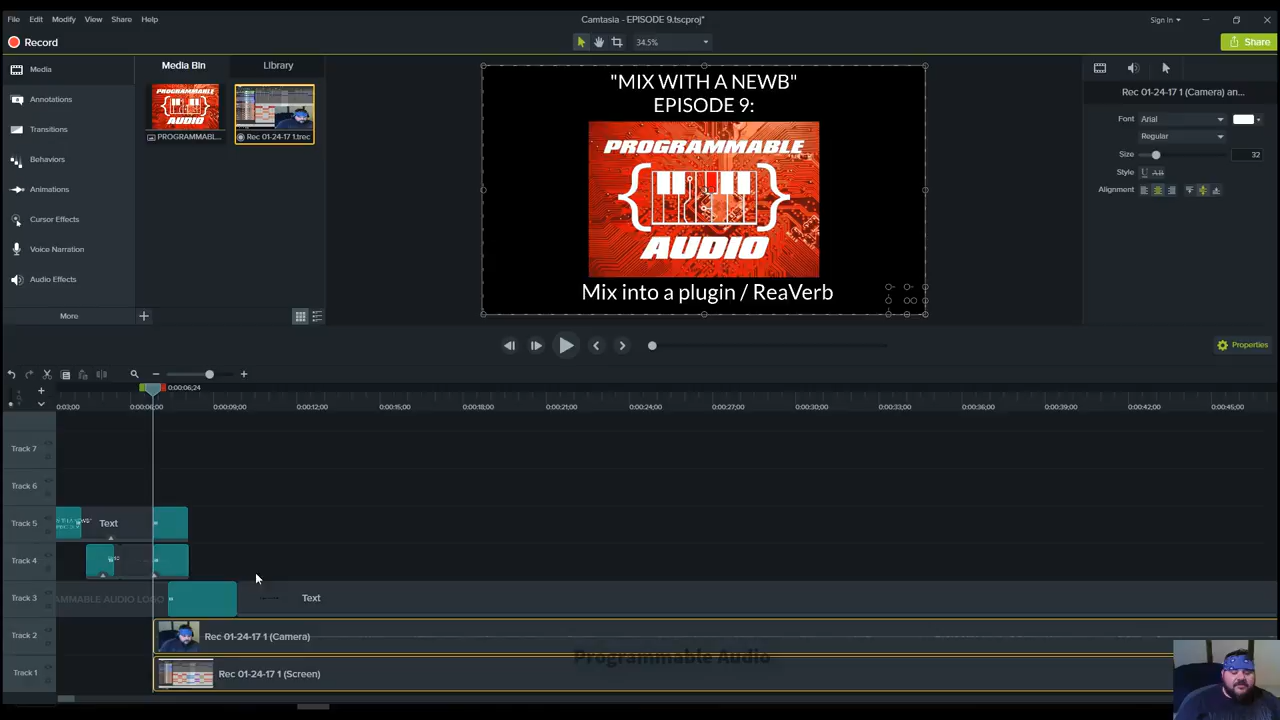 Camtasia - EPISODE 9.tscproj*
File Edit Modify View Share Help
Sign In
Record
34.5%
Share
Media
Annotations
Transitions
Behaviors
Animations
Cursor Effects
Voice Narration
Audio Effects
More
Media Bin
Library
PROGRAMMABLE
AUDIO
PROGRAMMABL...
Rec 01-24-17 1.trec
"MIX WITH A NEWB"
EPISODE 9:
PROGRAMMABLE
AUDIO
Mix into a plugin / ReaVerb
Rec 01-24-17 1 (Camera) an...
Font Arial
Regular
Size 32
Style U AB
Alignment
Properties
0:00:06;24
03;00 0:00:06;00 0:00:09;00 0:00:12;00 0:00:15;00 0:00:18;00 0:00:21;00 0:00:24;00 0:00:27;00 0:00:30;00 0:00:33;00 0:00:36;00 0:00:39;00 0:00:42;00 0:00:45;00
Track 7
Track 6
Track 5 Text
Track 4
Track 3 AMMABLE AUDIO LOGO Text
Track 2 Rec 01-24-17 1 (Camera)
Programmable Audio
Track 1 Rec 01-24-17 1 (Screen)